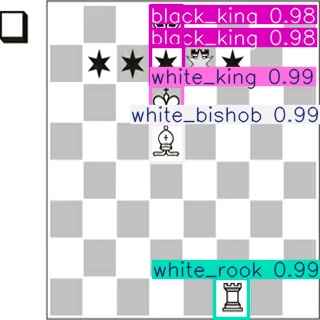 black_king 0.98
black_king 0.98
white_king 0.99
white_bishob 0.99
white_rook 0.99